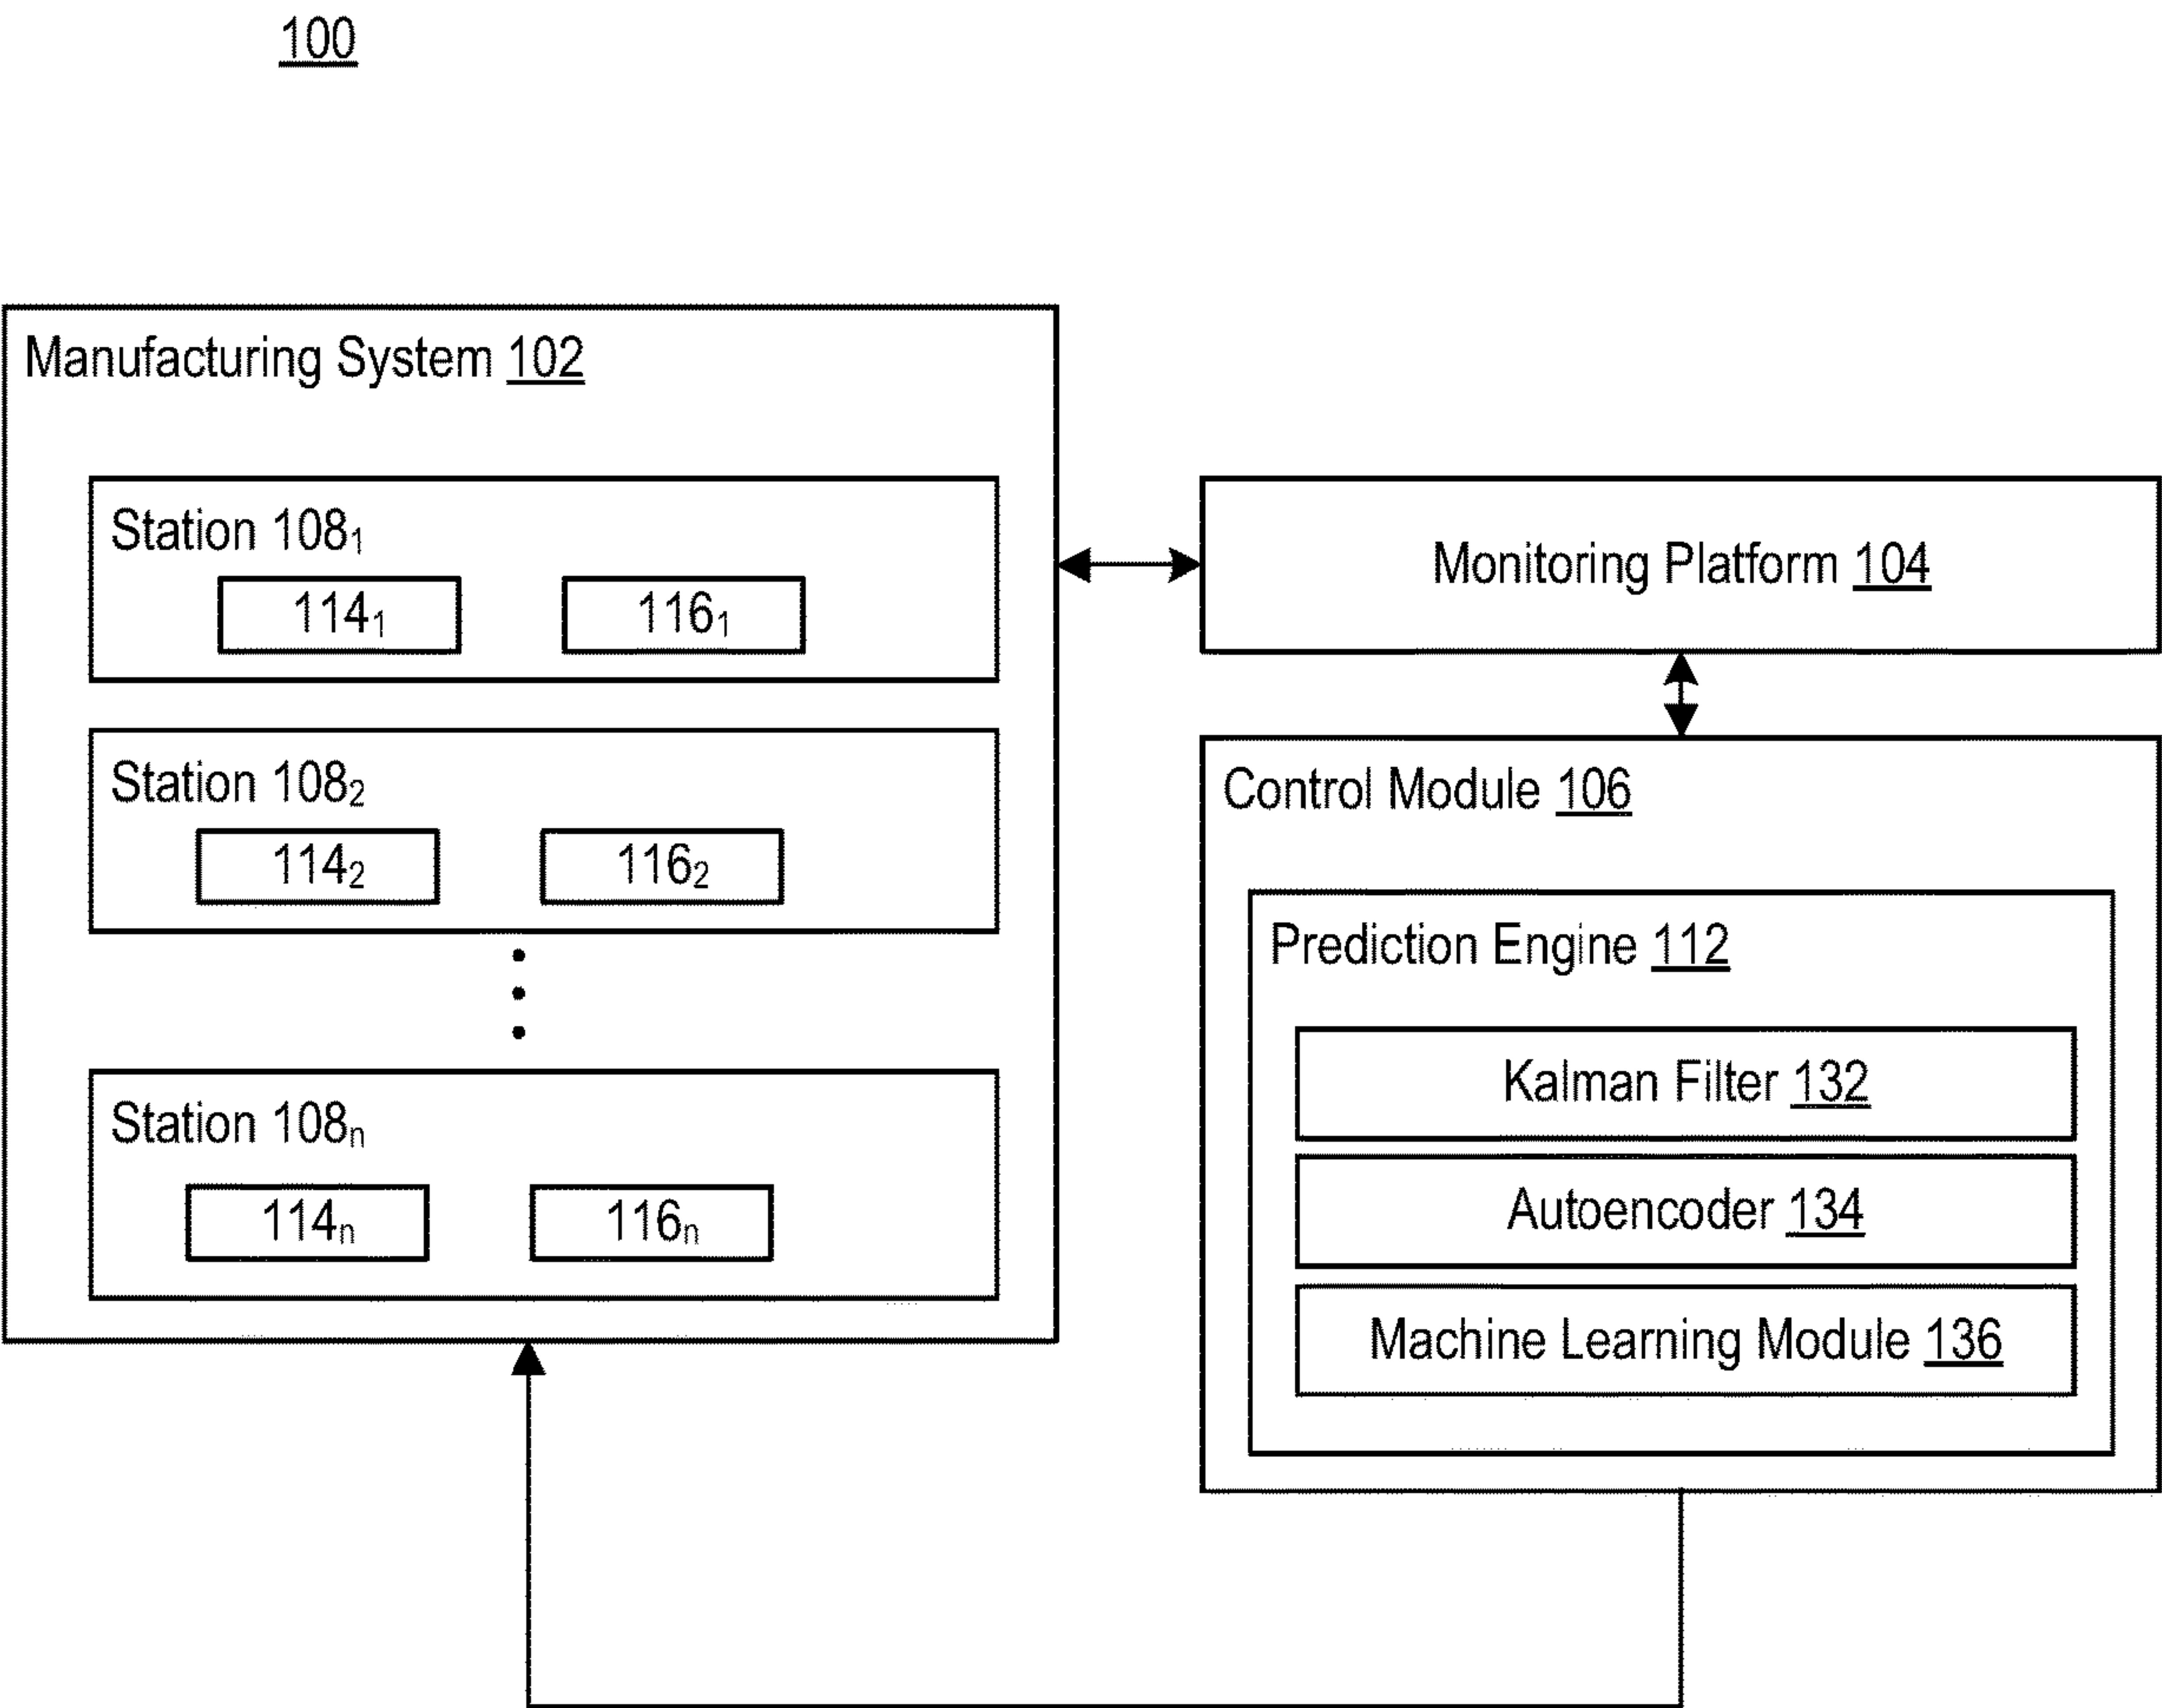 100
Manufacturing System 102
Station 108₁
114₁ 116₁
Station 108₂
114₂ 116₂
Station 108ₙ
114ₙ 116ₙ
Monitoring Platform 104
Control Module 106
Prediction Engine 112
Kalman Filter 132
Autoencoder 134
Machine Learning Module 136